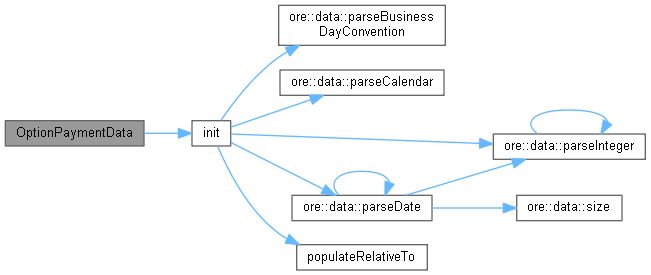 ore::data::parseBusiness
DayConvention
ore::data::parseCalendar
OptionPaymentData
init
ore::data::parseInteger
ore::data::parseDate
ore::data::size
populateRelativeTo